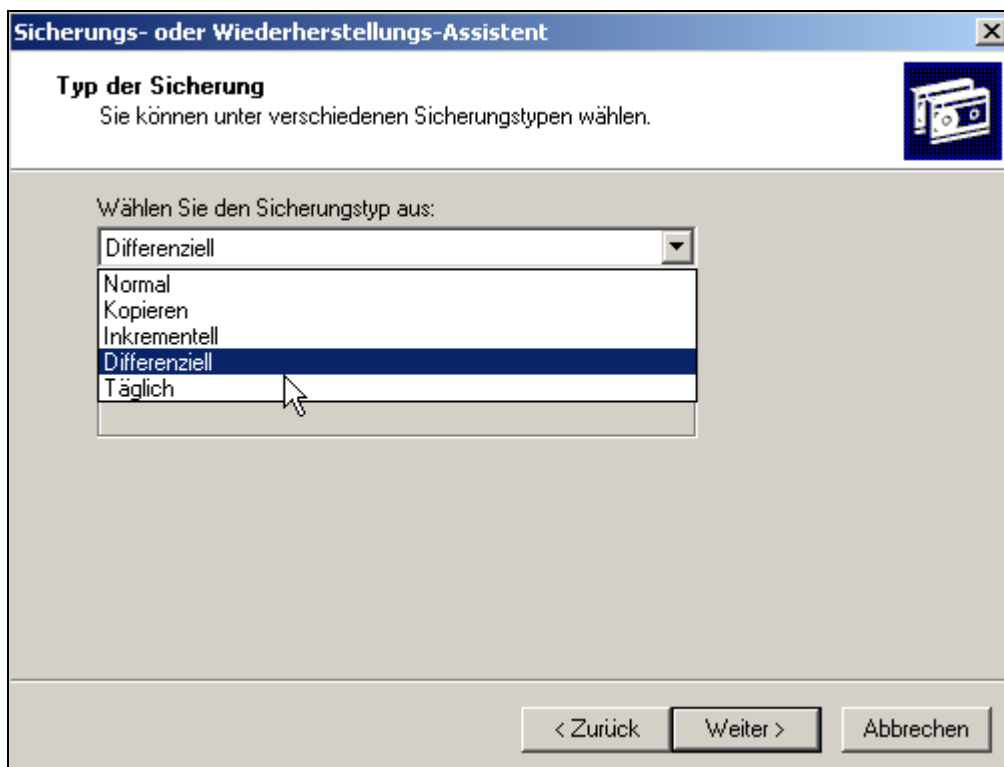 Sicherungs- oder Wiederherstellungs-Assistent
Typ der Sicherung
Sie können unter verschiedenen Sicherungstypen wählen.
Wählen Sie den Sicherungstyp aus:
Differenziell
Normal
Kopieren
Inkrementell
Differenziell
Täglich
< Zurück
Weiter >
Abbrechen